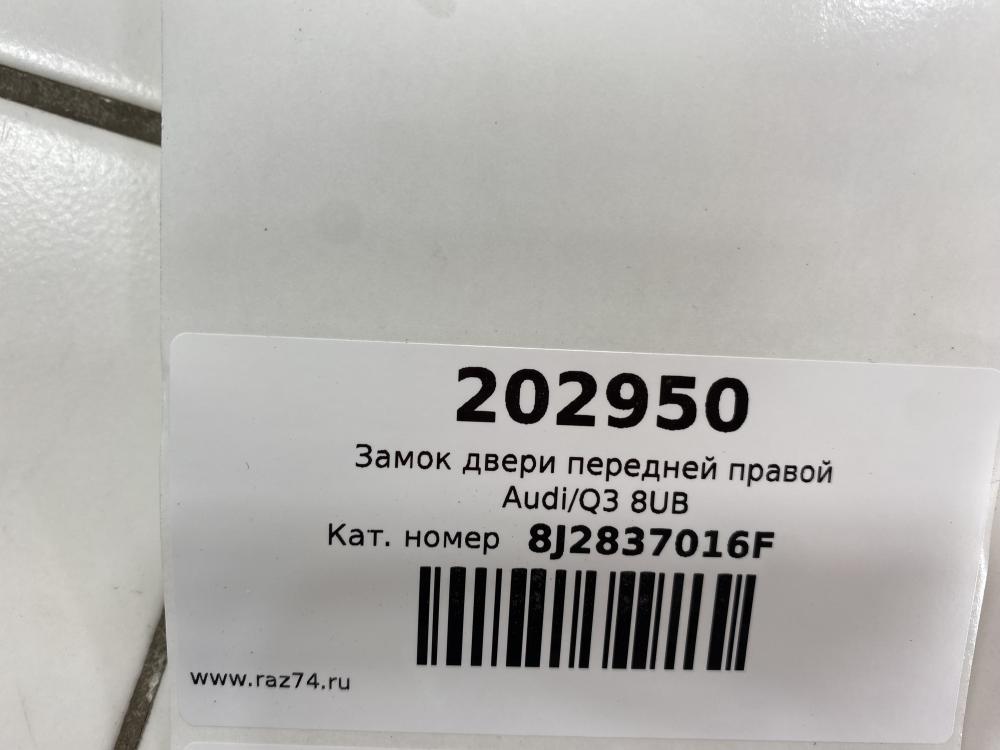 202950
Замок двери передней правой
Audi/Q3 8UB
Кат. номер 8J2837016F
www.raz74.ru